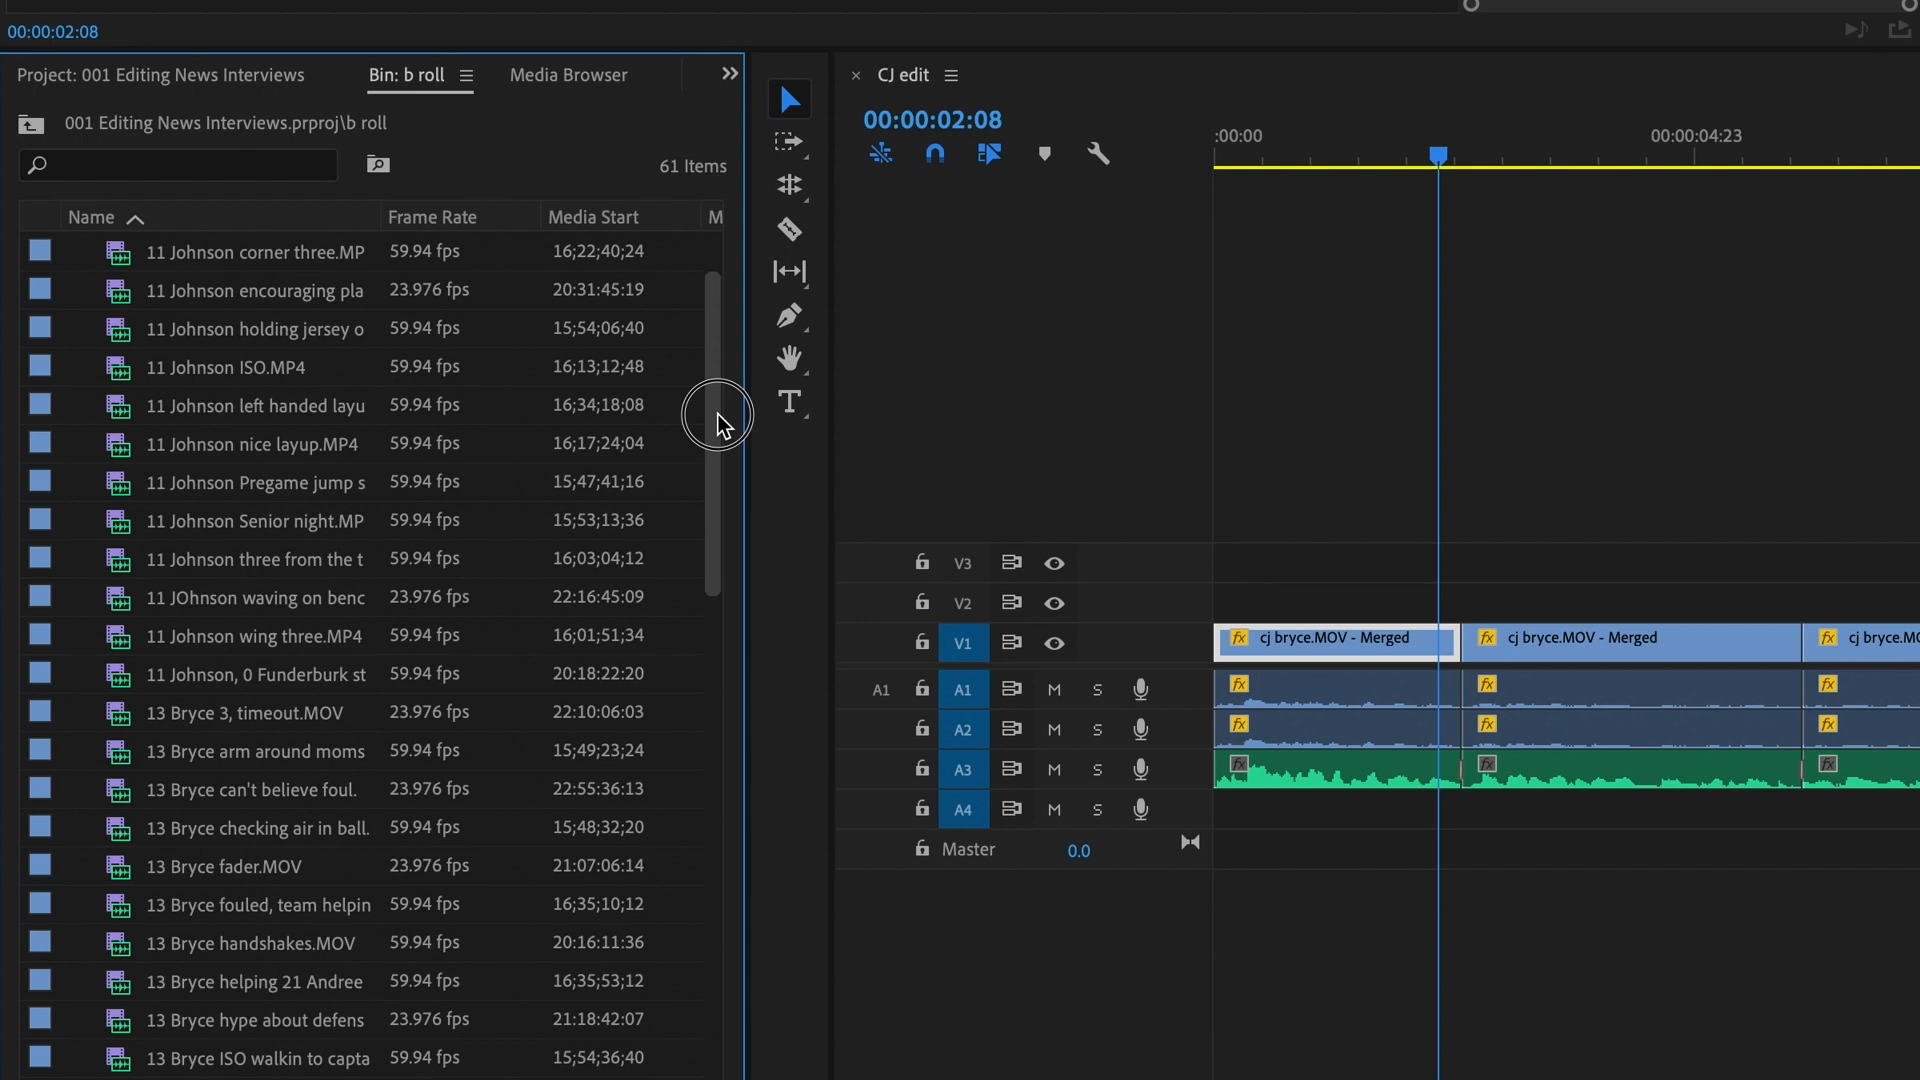 00:00:02:08
Project: 001 Editing News Interviews
Bin: b roll
Media Browser
001 Editing News Interviews.prproj\b roll
61 Items
Name
Frame Rate
Media Start
M
11 Johnson corner three.MP 59.94 fps 16;22;40;24
11 Johnson encouraging pla 23.976 fps 20:31:45:19
11 Johnson holding jersey o 59.94 fps 15;54;06;40
11 Johnson ISO.MP4 59.94 fps 16;13;12;48
11 Johnson left handed layu 59.94 fps 16;34;18;08
11 Johnson nice layup.MP4 59.94 fps 16;17;24;04
11 Johnson Pregame jump s 59.94 fps 15;47;41;16
11 Johnson Senior night.MP 59.94 fps 15;53;13;36
11 Johnson three from the t 59.94 fps 16;03;04;12
11 JOhnson waving on benc 23.976 fps 22:16:45:09
11 Johnson wing three.MP4 59.94 fps 16;01;51;34
11 Johnson, 0 Funderburk st 23.976 fps 20:18:22:20
13 Bryce 3, timeout.MOV 23.976 fps 22:10:06:03
13 Bryce arm around moms 59.94 fps 15;49;23;24
13 Bryce can't believe foul. 23.976 fps 22:55:36:13
13 Bryce checking air in ball. 59.94 fps 15;48;32;20
13 Bryce fader.MOV 23.976 fps 21:07:06:14
13 Bryce fouled, team helpin 59.94 fps 16;35;10;12
13 Bryce handshakes.MOV 59.94 fps 20:16:11:36
13 Bryce helping 21 Andree 59.94 fps 16;35;53;12
13 Bryce hype about defens 23.976 fps 21:18:42:07
13 Bryce ISO walkin to capta 59.94 fps 15;54;36;40
T
× CJ edit
00:00:02:08
:00:00
00:00:04:23
V3
V2
V1
fx cj bryce.MOV - Merged
fx cj bryce.MOV - Merged
fx cj bryce.MO
A1 A1 M S
fx fx fx
A2 M S
fx fx fx
A3 M S
fx fx fx
A4 M S
Master 0.0